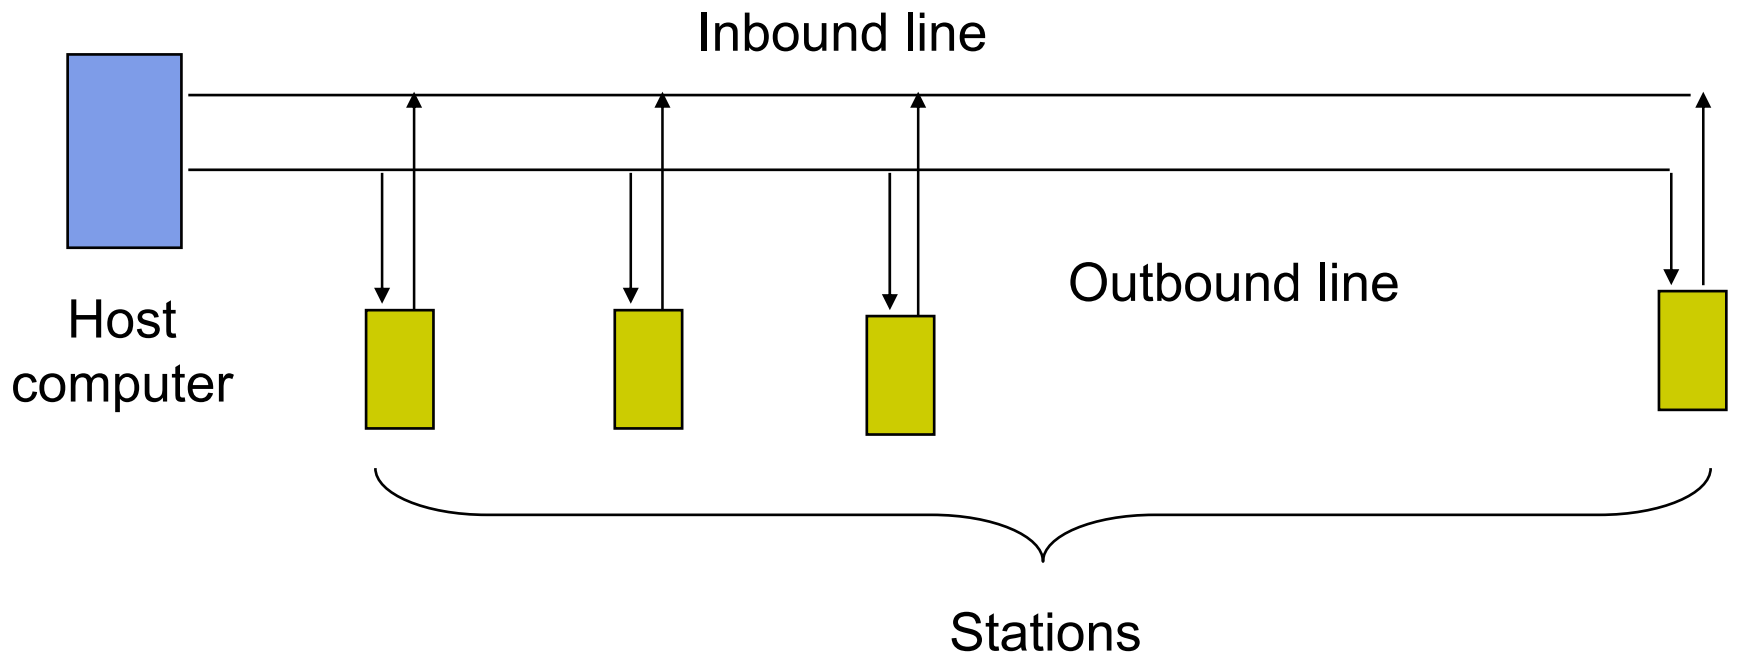 Inbound line
Outbound line
Host
computer
Stations